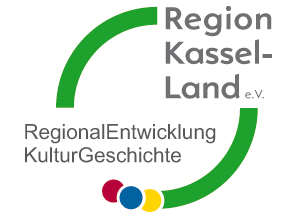 Region
Kassel-
Land e.V.
RegionalEntwicklung
KulturGeschichte